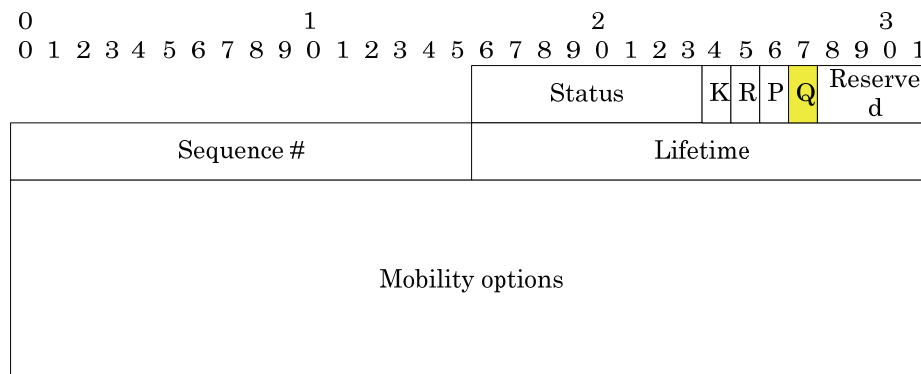 0 1 2 3
0 1 2 3 4 5 6 7 8 9 0 1 2 3 4 5 6 7 8 9 0 1 2 3 4 5 6 7 8 9 0 1
Status K R P Q Reserve
d
Sequence # Lifetime
Mobility options